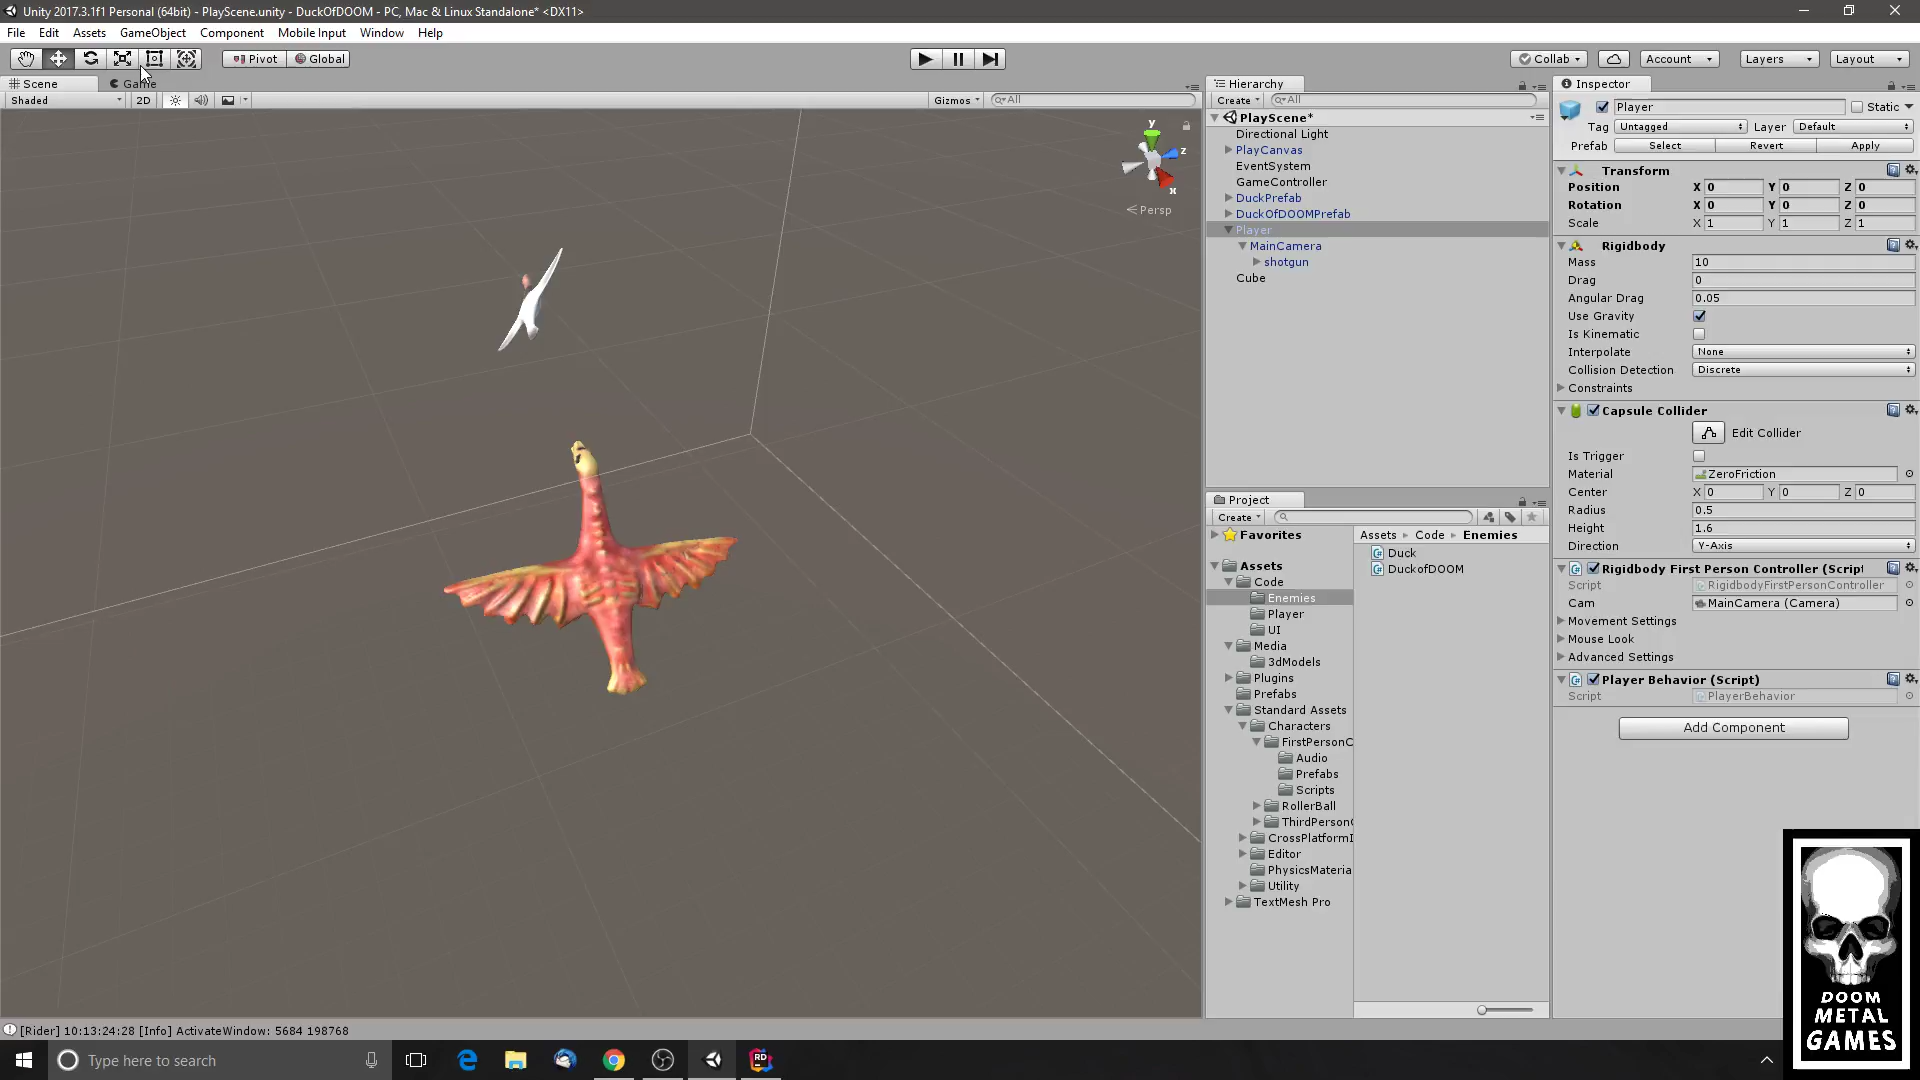 Unity 2017.3.1f1 Personal (64bit) - PlayScene.unity - DuckOfDOOM - PC, Mac & Linux Standalone* <DX11>
File Edit Assets GameObject Component Mobile Input Window Help
Pivot Global Collab Account Layers Layout
Scene Game
Shaded 2D Gizmos All
y
z
x
Persp
Hierarchy
Create All
PlayScene*
Directional Light
PlayCanvas
EventSystem
GameController
DuckPrefab
DuckOfDOOMPrefab
Player
MainCamera
shotgun
Cube
Project
Create
Favorites
Assets
Code
Enemies
Player
UI
Media
3dModels
Plugins
Prefabs
Standard Assets
Characters
FirstPersonC
Audio
Prefabs
Scripts
RollerBall
ThirdPerson
CrossPlatformI
Editor
PhysicsMateria
Utility
TextMesh Pro
Assets Code Enemies
Duck
DuckofDOOM
Inspector
Player Static
Tag Untagged Layer Default
Prefab Select Revert Apply
Transform
Position X 0 Y 0 Z 0
Rotation X 0 Y 0 Z 0
Scale X 1 Y 1 Z 1
Rigidbody
Mass 10
Drag 0
Angular Drag 0.05
Use Gravity
Is Kinematic
Interpolate None
Collision Detection Discrete
Constraints
Capsule Collider
Edit Collider
Is Trigger
Material ZeroFriction
Center X 0 Y 0 Z 0
Radius 0.5
Height 1.6
Direction Y-Axis
Rigidbody First Person Controller (Script
Script RigidbodyFirstPersonController
Cam MainCamera (Camera)
Movement Settings
Mouse Look
Advanced Settings
Player Behavior (Script)
Script PlayerBehavior
Add Component
DOOM
METAL
GAMES
[Rider] 10:13:24:28 [Info] ActivateWindow: 5684 198768
Type here to search
RD